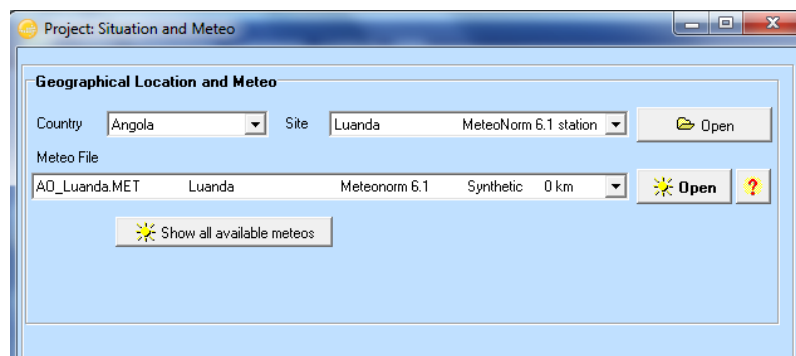 Project: Situation and Meteo
Geographical Location and Meteo
Country Angola Site Luanda MeteoNorm 6.1 station Open
Meteo File
AO_Luanda.MET Luanda Meteonorm 6.1 Synthetic 0 km Open ?
Show all available meteos